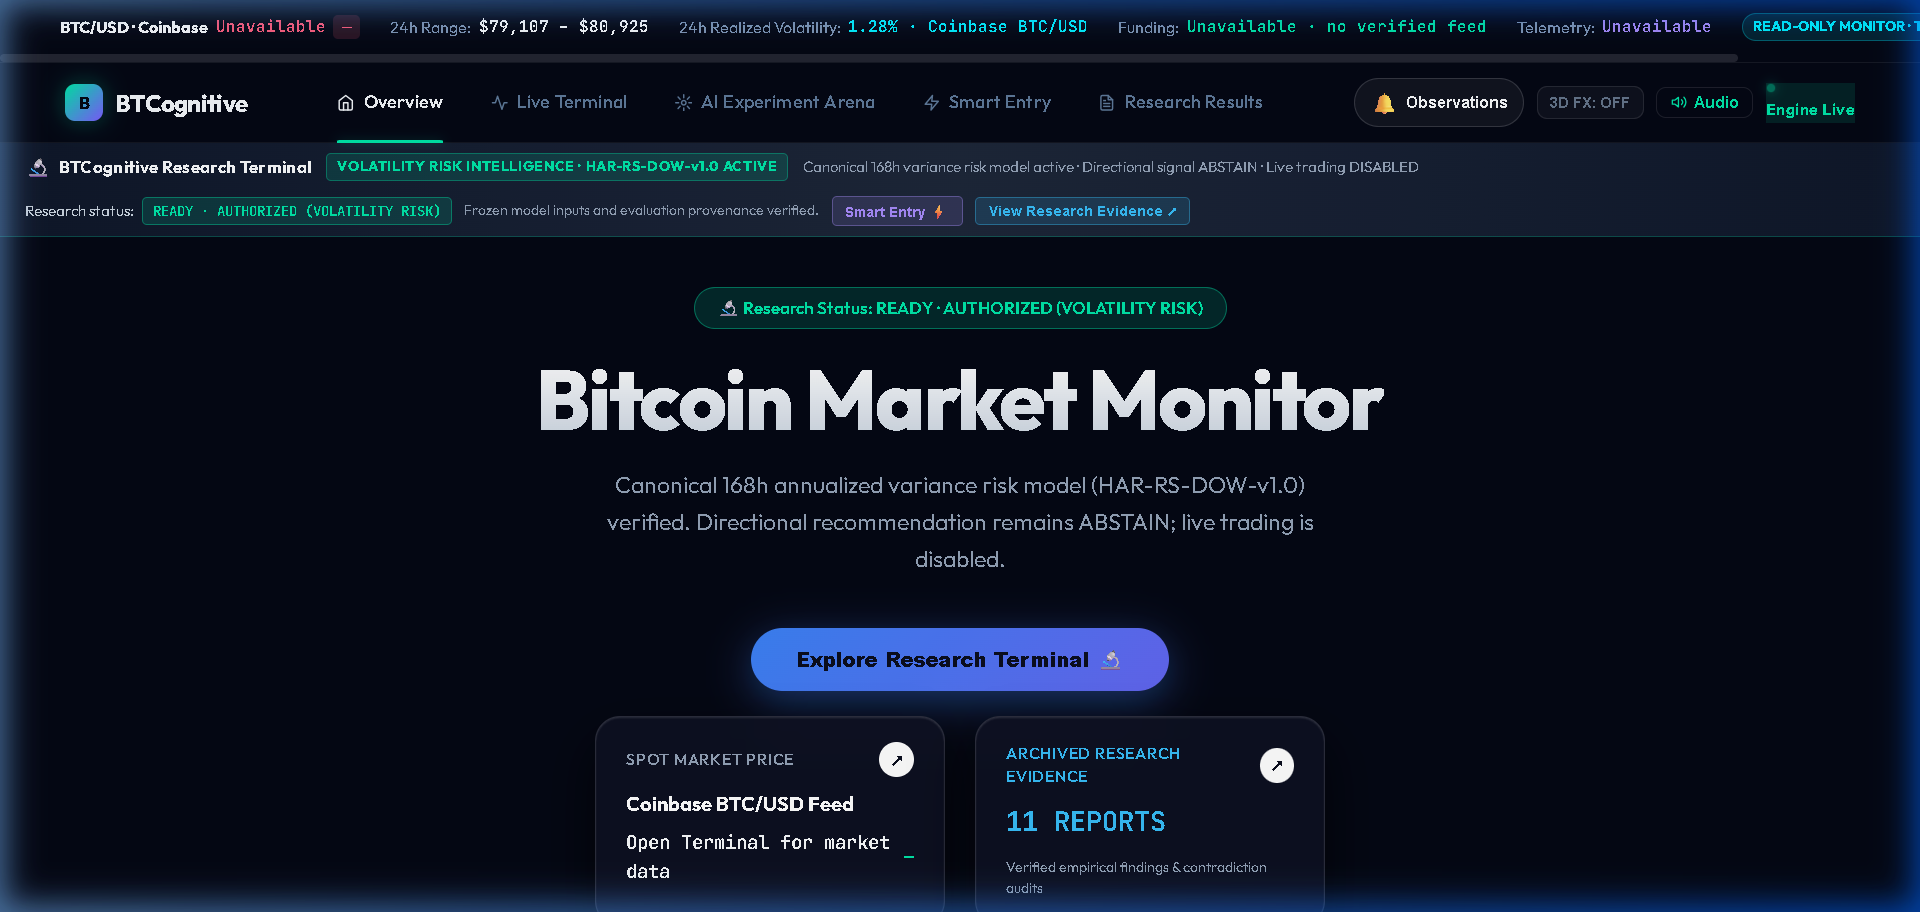 BTC/USD · Coinbase Unavailable — 24h Range: $79,107 - $80,925 24h Realized Volatility: 1.28% · Coinbase BTC/USD Funding: Unavailable · no verified feed Telemetry: Unavailable READ-ONLY MONITOR ·
B BTCognitive Overview Live Terminal AI Experiment Arena Smart Entry Research Results Observations 3D FX: OFF Audio Engine Live
BTCognitive Research Terminal VOLATILITY RISK INTELLIGENCE · HAR-RS-DOW-v1.0 ACTIVE Canonical 168h variance risk model active · Directional signal ABSTAIN · Live trading DISABLED
Research status: READY · AUTHORIZED (VOLATILITY RISK) Frozen model inputs and evaluation provenance verified. Smart Entry View Research Evidence ↗
Research Status: READY · AUTHORIZED (VOLATILITY RISK)
Bitcoin Market Monitor
Canonical 168h annualized variance risk model (HAR-RS-DOW-v1.0)
verified. Directional recommendation remains ABSTAIN; live trading is
disabled.
Explore Research Terminal
SPOT MARKET PRICE ↗
Coinbase BTC/USD Feed
Open Terminal for market
data —
ARCHIVED RESEARCH
EVIDENCE ↗
11 REPORTS
Verified empirical findings & contradiction
audits